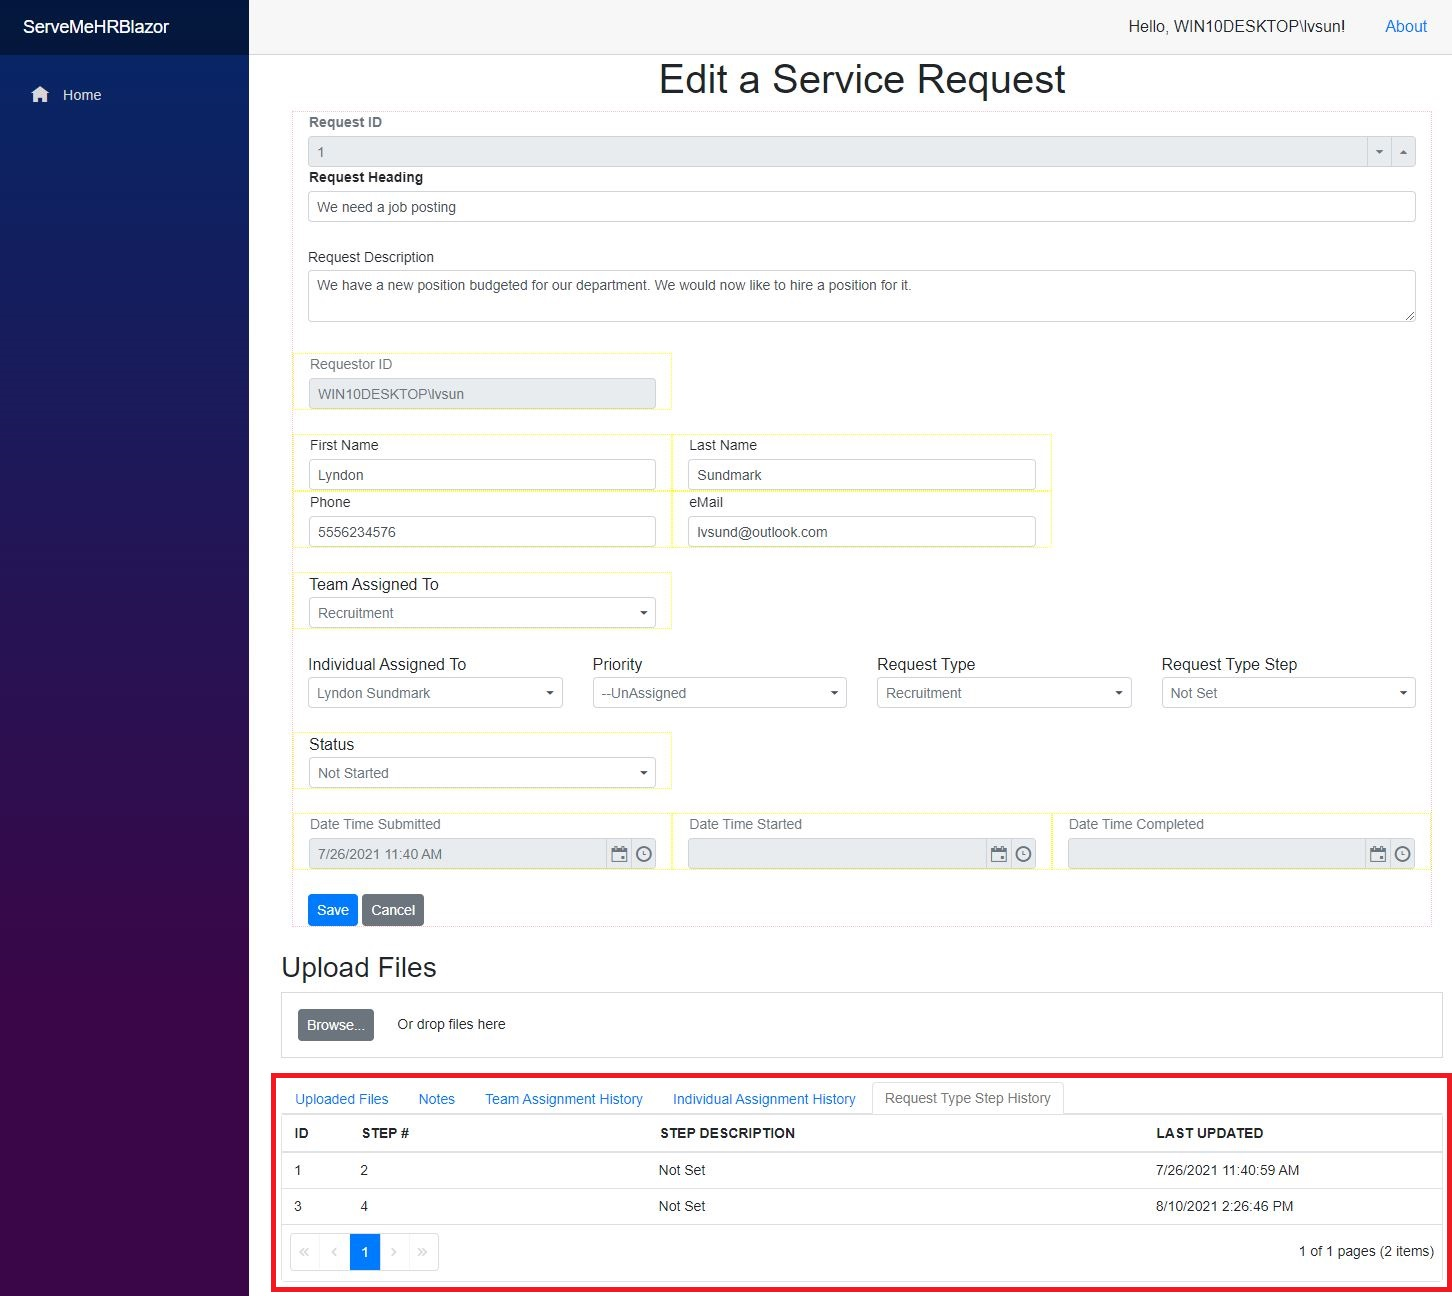 ServeMeHRBlazor
Hello, WIN10DESKTOP\lvsun! About
Home
Edit a Service Request
Request ID
1
Request Heading
We need a job posting
Request Description
We have a new position budgeted for our department. We would now like to hire a position for it.
Requestor ID
WIN10DESKTOP\lvsun
First Name Last Name
Lyndon Sundmark
Phone eMail
5556234576 lvsund@outlook.com
Team Assigned To
Recruitment
Individual Assigned To Priority Request Type Request Type Step
Lyndon Sundmark --UnAssigned Recruitment Not Set
Status
Not Started
Date Time Submitted Date Time Started Date Time Completed
7/26/2021 11:40 AM
Save Cancel
Upload Files
Browse... Or drop files here
Uploaded Files Notes Team Assignment History Individual Assignment History Request Type Step History
ID STEP # STEP DESCRIPTION LAST UPDATED
1 2 Not Set 7/26/2021 11:40:59 AM
3 4 Not Set 8/10/2021 2:26:46 PM
« ‹ 1 › » 1 of 1 pages (2 items)